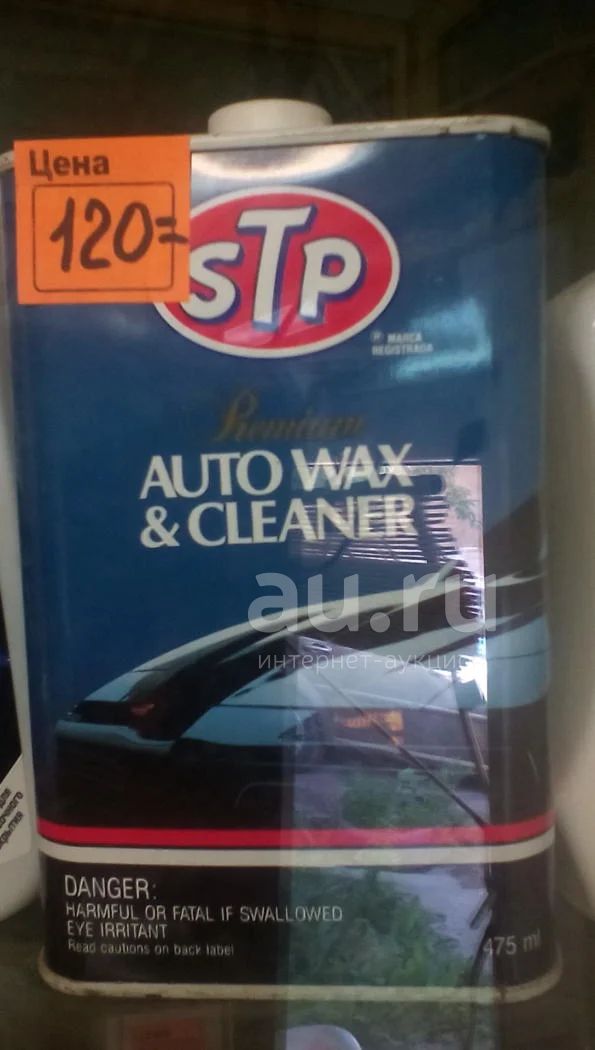 Цена
120=
STP
® MARCA
REGISTRADA
Premium
AUTO WAX
& CLEANER
au.ru
интернет-аукцио
DANGER:
HARMFUL OR FATAL IF SWALLOWED
EYE IRRITANT
Read cautions on back label
475 ml